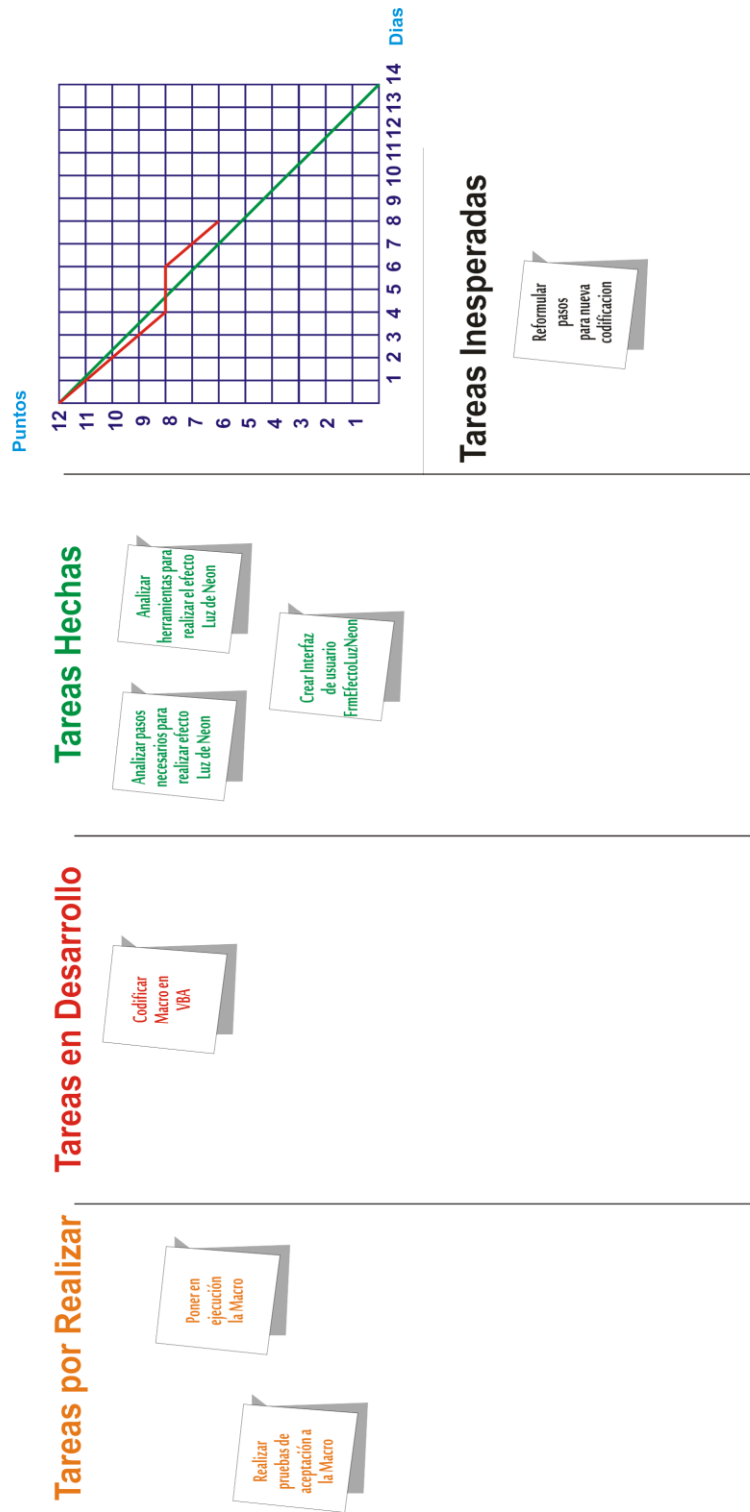 Tareas por Realizar
Realizar
pruebas de
aceptación a
la Macro
Poner en
ejecución
la Macro
Tareas en Desarrollo
Codificar
Macro en
VBA
Tareas Hechas
Analizar pasos
necesarios para
realizar efecto
Luz de Neon
Analizar
herramientas para
realizar el efecto
Luz de Neon
Crear Interfaz
de usuario
FrmEfectoLuzNeon
Puntos
12
11
10
9
8
7
6
5
4
3
2
1
1 2 3 4 5 6 7 8 9 10 11 12 13 14
Dias
Tareas Inesperadas
Reformular
pasos
para nueva
codificacion